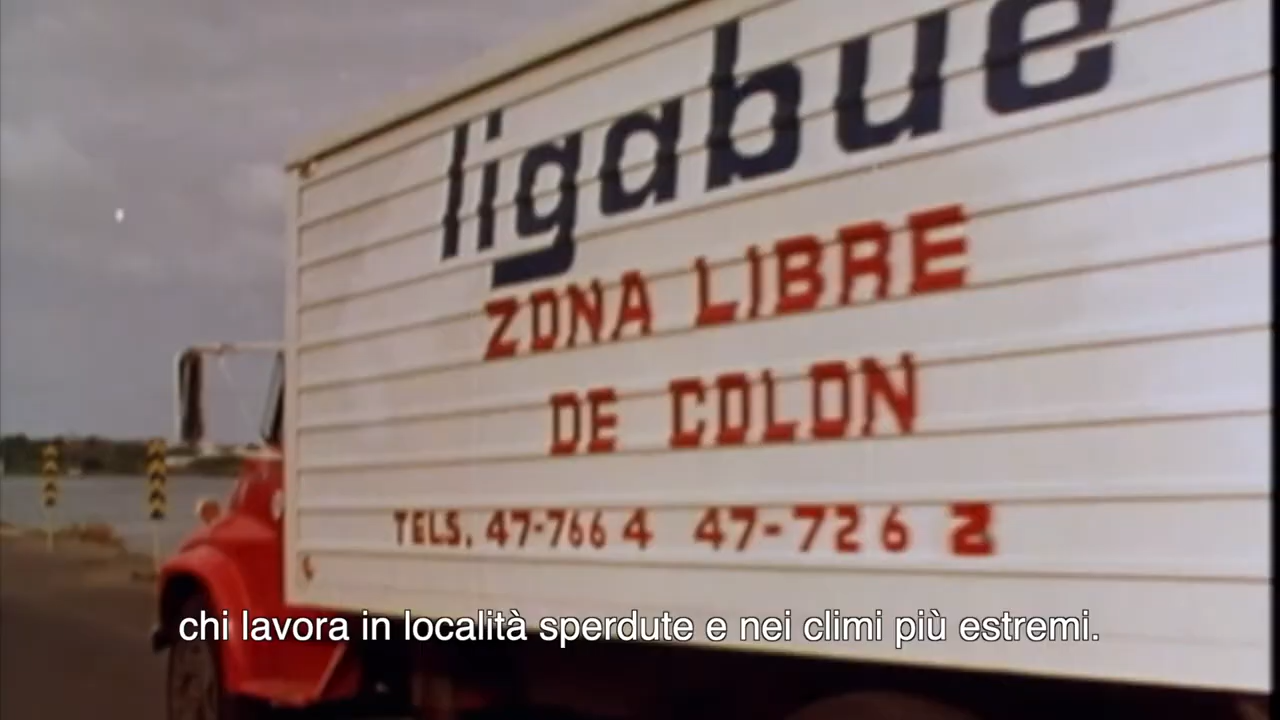 ligabue
ZONA LIBRE
DE COLON
TELS. 47-7664 47-7262
chi lavora in località sperdute e nei climi più estremi.